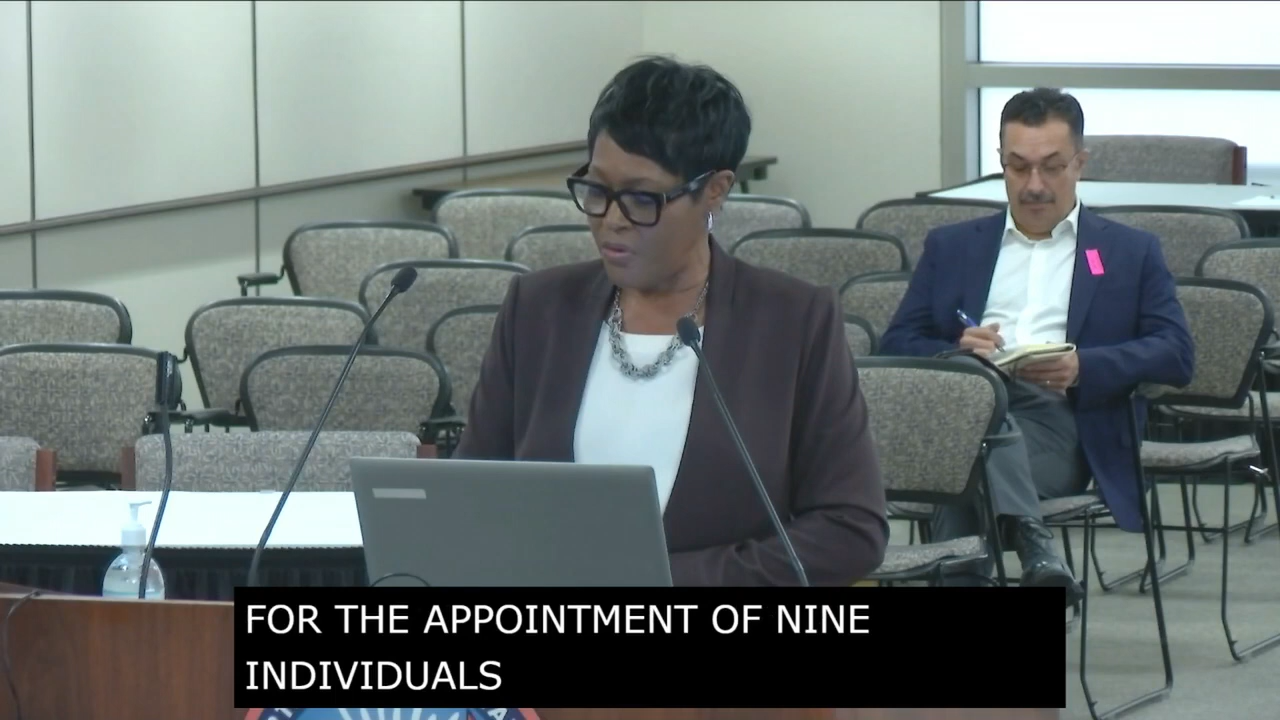 FOR THE APPOINTMENT OF NINE
INDIVIDUALS